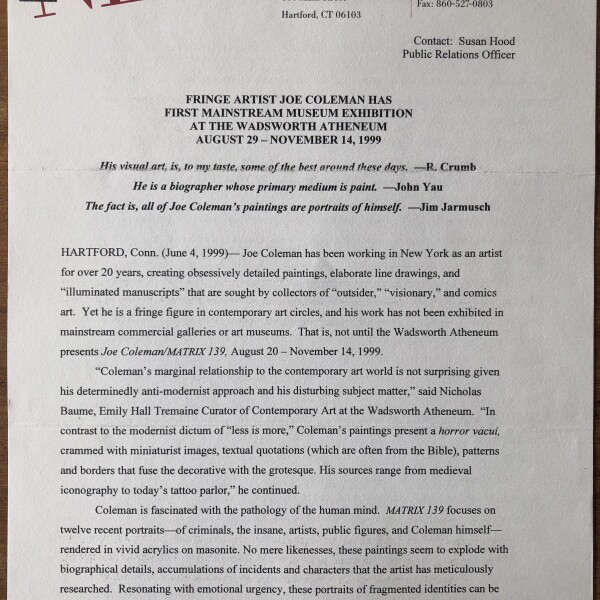 Fax: 860-527-0803
Hartford, CT 06103
Contact: Susan Hood
Public Relations Officer
FRINGE ARTIST JOE COLEMAN HAS
FIRST MAINSTREAM MUSEUM EXHIBITION
AT THE WADSWORTH ATHENEUM
AUGUST 29 – NOVEMBER 14, 1999
His visual art, is, to my taste, some of the best around these days. —R. Crumb
He is a biographer whose primary medium is paint. —John Yau
The fact is, all of Joe Coleman's paintings are portraits of himself. —Jim Jarmusch
HARTFORD, Conn. (June 4, 1999)— Joe Coleman has been working in New York as an artist
for over 20 years, creating obsessively detailed paintings, elaborate line drawings, and
“illuminated manuscripts” that are sought by collectors of “outsider,” “visionary,” and comics
art. Yet he is a fringe figure in contemporary art circles, and his work has not been exhibited in
mainstream commercial galleries or art museums. That is, not until the Wadsworth Atheneum
presents Joe Coleman/MATRIX 139, August 20 – November 14, 1999.
“Coleman's marginal relationship to the contemporary art world is not surprising given
his determinedly anti-modernist approach and his disturbing subject matter,” said Nicholas
Baume, Emily Hall Tremaine Curator of Contemporary Art at the Wadsworth Atheneum. “In
contrast to the modernist dictum of “less is more,” Coleman's paintings present a horror vacui,
crammed with miniaturist images, textual quotations (which are often from the Bible), patterns
and borders that fuse the decorative with the grotesque. His sources range from medieval
iconography to today's tattoo parlor,” he continued.
Coleman is fascinated with the pathology of the human mind. MATRIX 139 focuses on
twelve recent portraits—of criminals, the insane, artists, public figures, and Coleman himself—
rendered in vivid acrylics on masonite. No mere likenesses, these paintings seem to explode with
biographical details, accumulations of incidents and characters that the artist has meticulously
researched. Resonating with emotional urgency, these portraits of fragmented identities can be